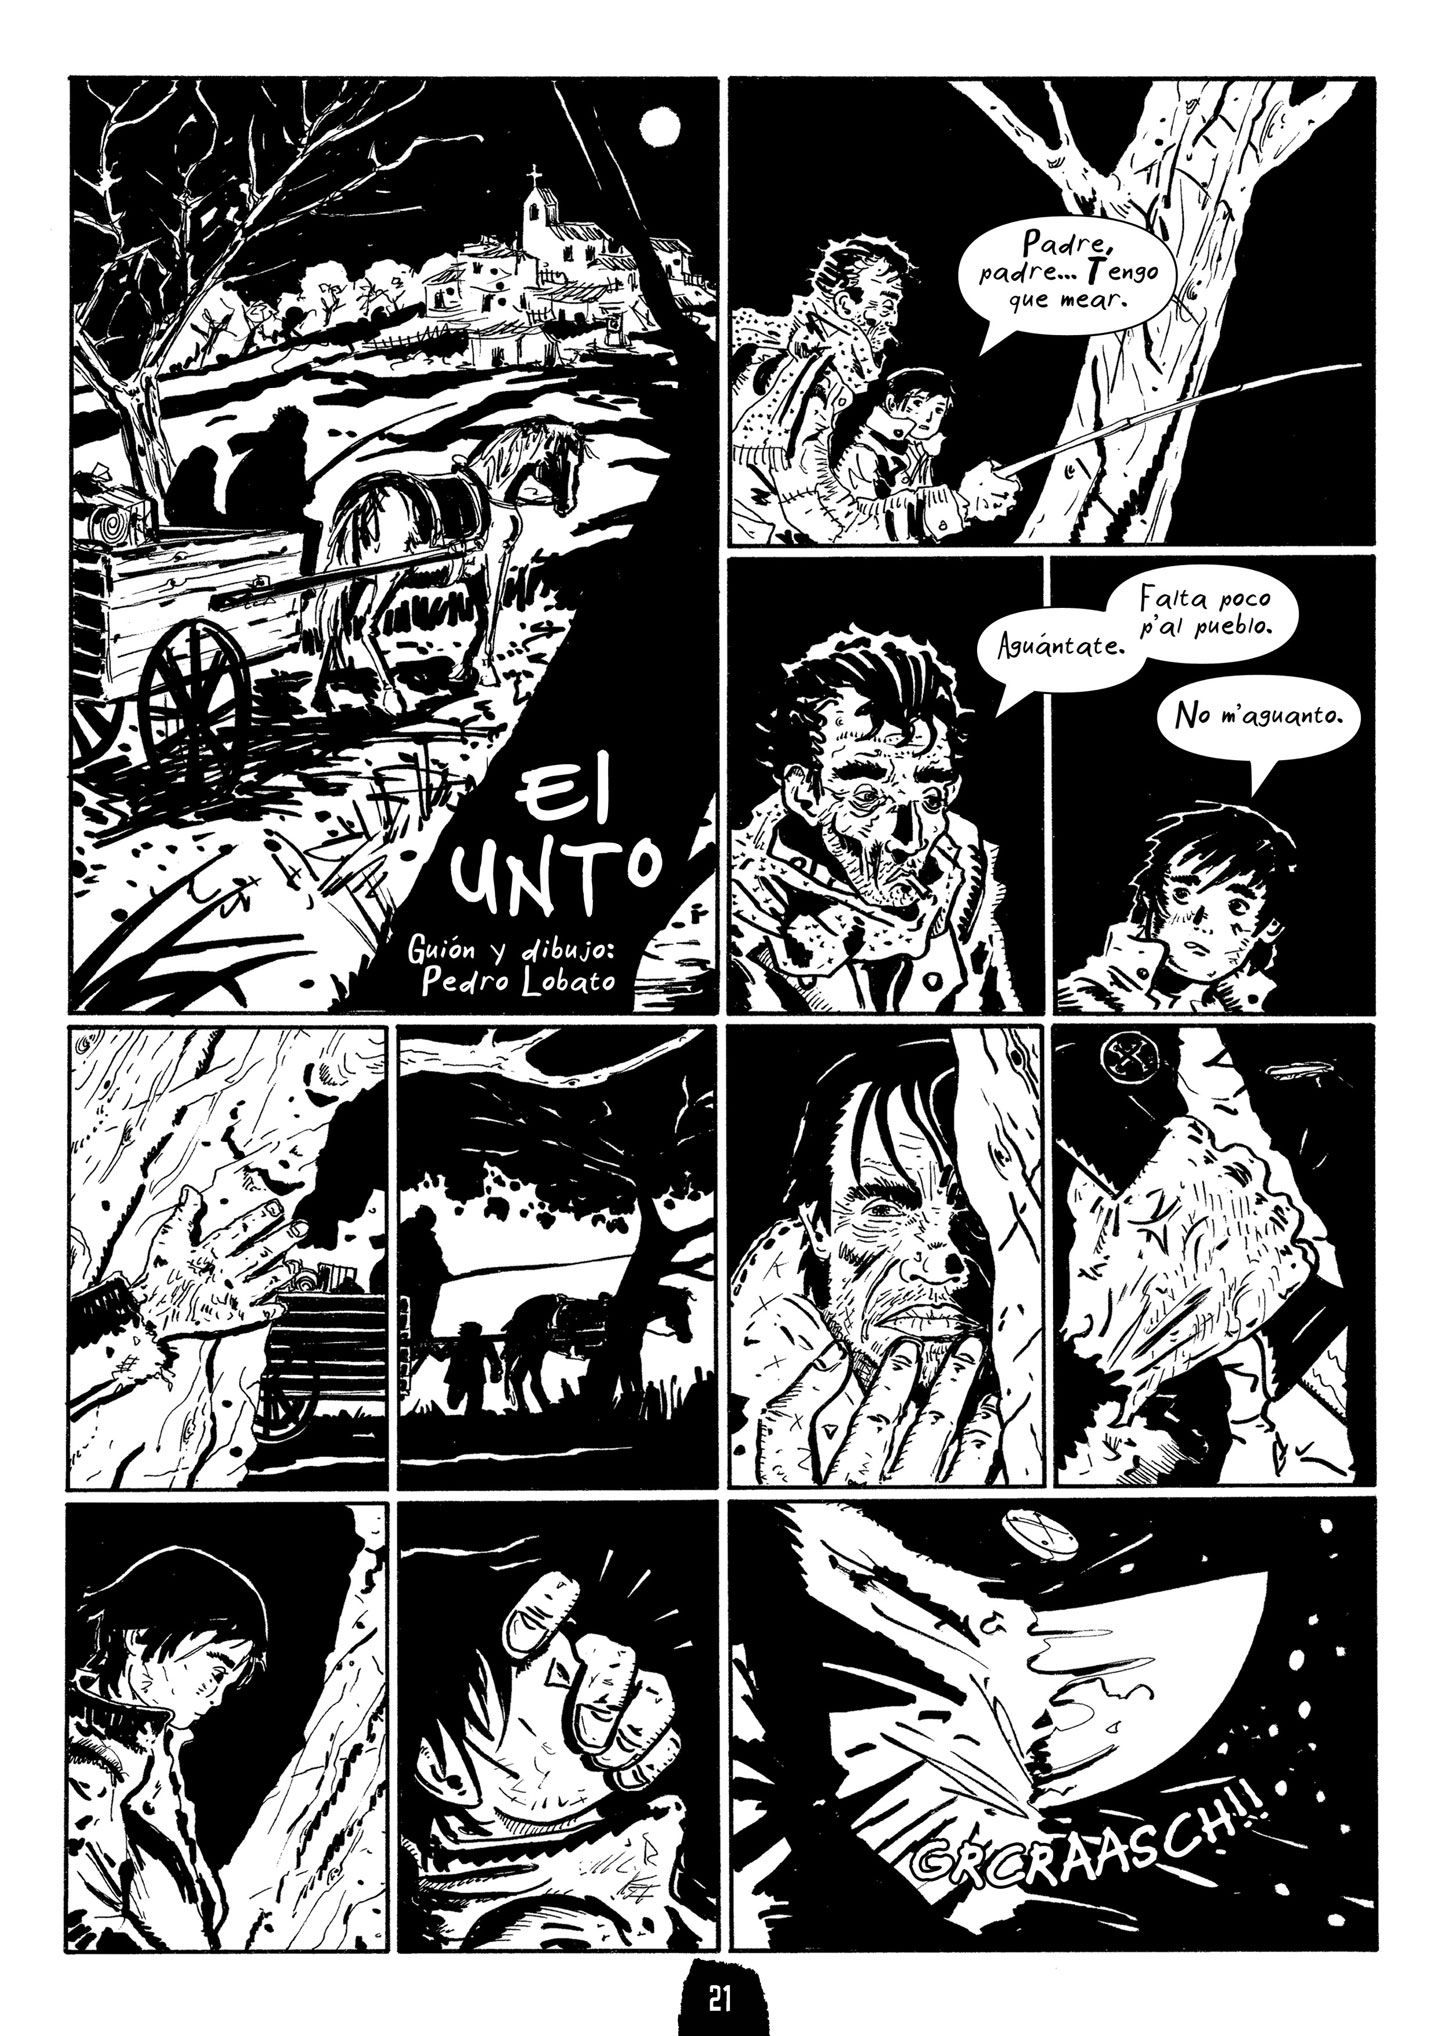 El
UNTO
Guión y dibujo:
Pedro Lobato
Padre,
padre... Tengo
que mear.
Aguántate.
Falta poco
p'al pueblo.
No m'aguanto.
GRCRAASCH!!
21